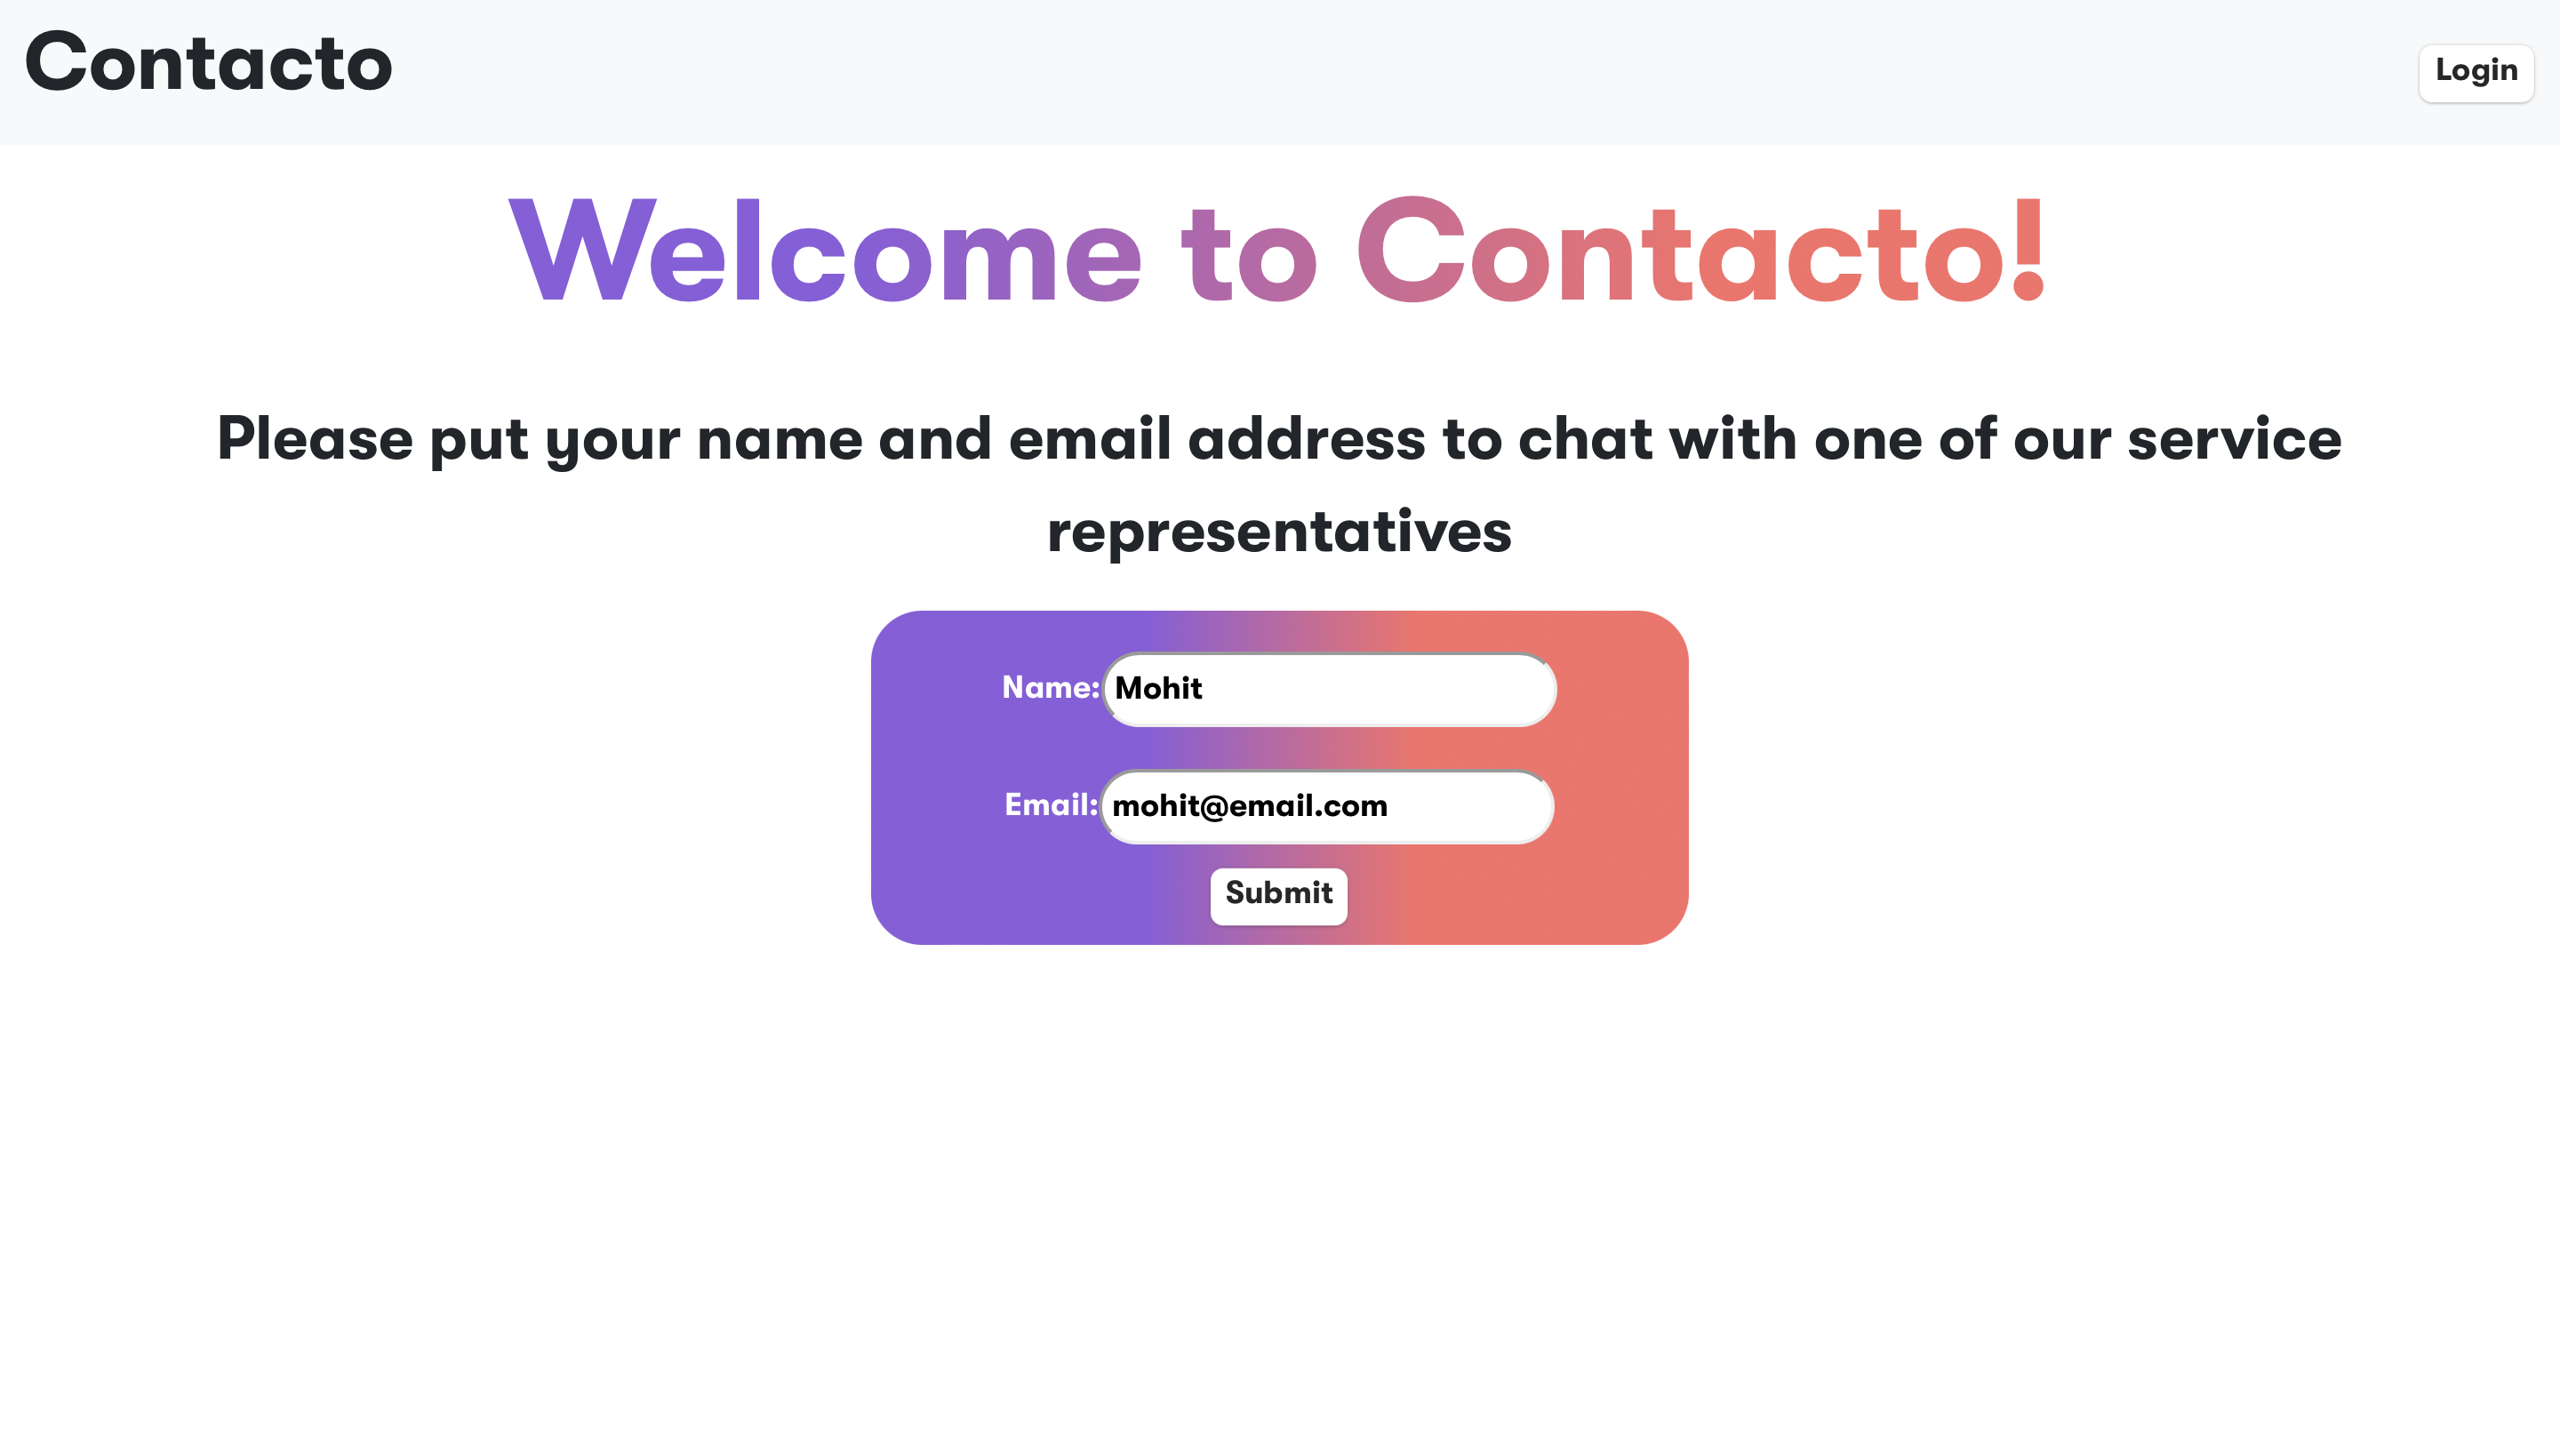 Contacto
Login
Welcome to Contacto!
Please put your name and email address to chat with one of our service
representatives
Name: Mohit
Email: mohit@email.com
Submit